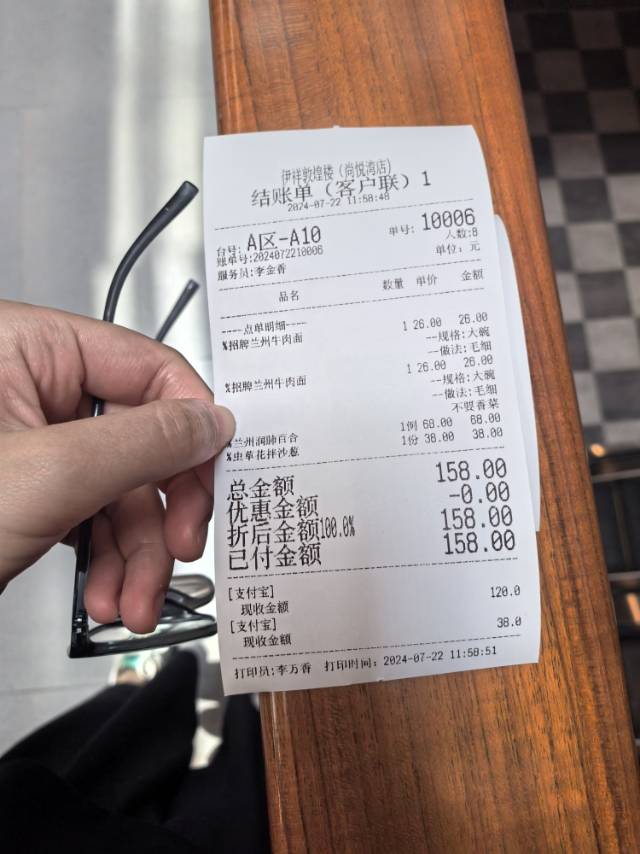 伊祥敦煌楼（尚悦湾店）
结账单（客户联）1
2024-07-22 11:58:48
台号:A区-A10 单号:10006
账单号:2024072210006 人数:8
服务员:李金香 单位:元
品名 数量 单价 金额
----点单明细----
%招牌兰州牛肉面 1 26.00 26.00
--规格:大碗
--做法:毛细
%招牌兰州牛肉面 1 26.00 26.00
--规格:大碗
--做法:毛细
不要香菜
%兰州润肺百合 1例 68.00 68.00
%虫草花拌沙葱 1份 38.00 38.00
总金额 158.00
优惠金额 -0.00
折后金额100.0% 158.00
已付金额 158.00
[支付宝]
现收金额 120.0
[支付宝]
现收金额 38.0
打印员:李万香 打印时间:2024-07-22 11:58:51